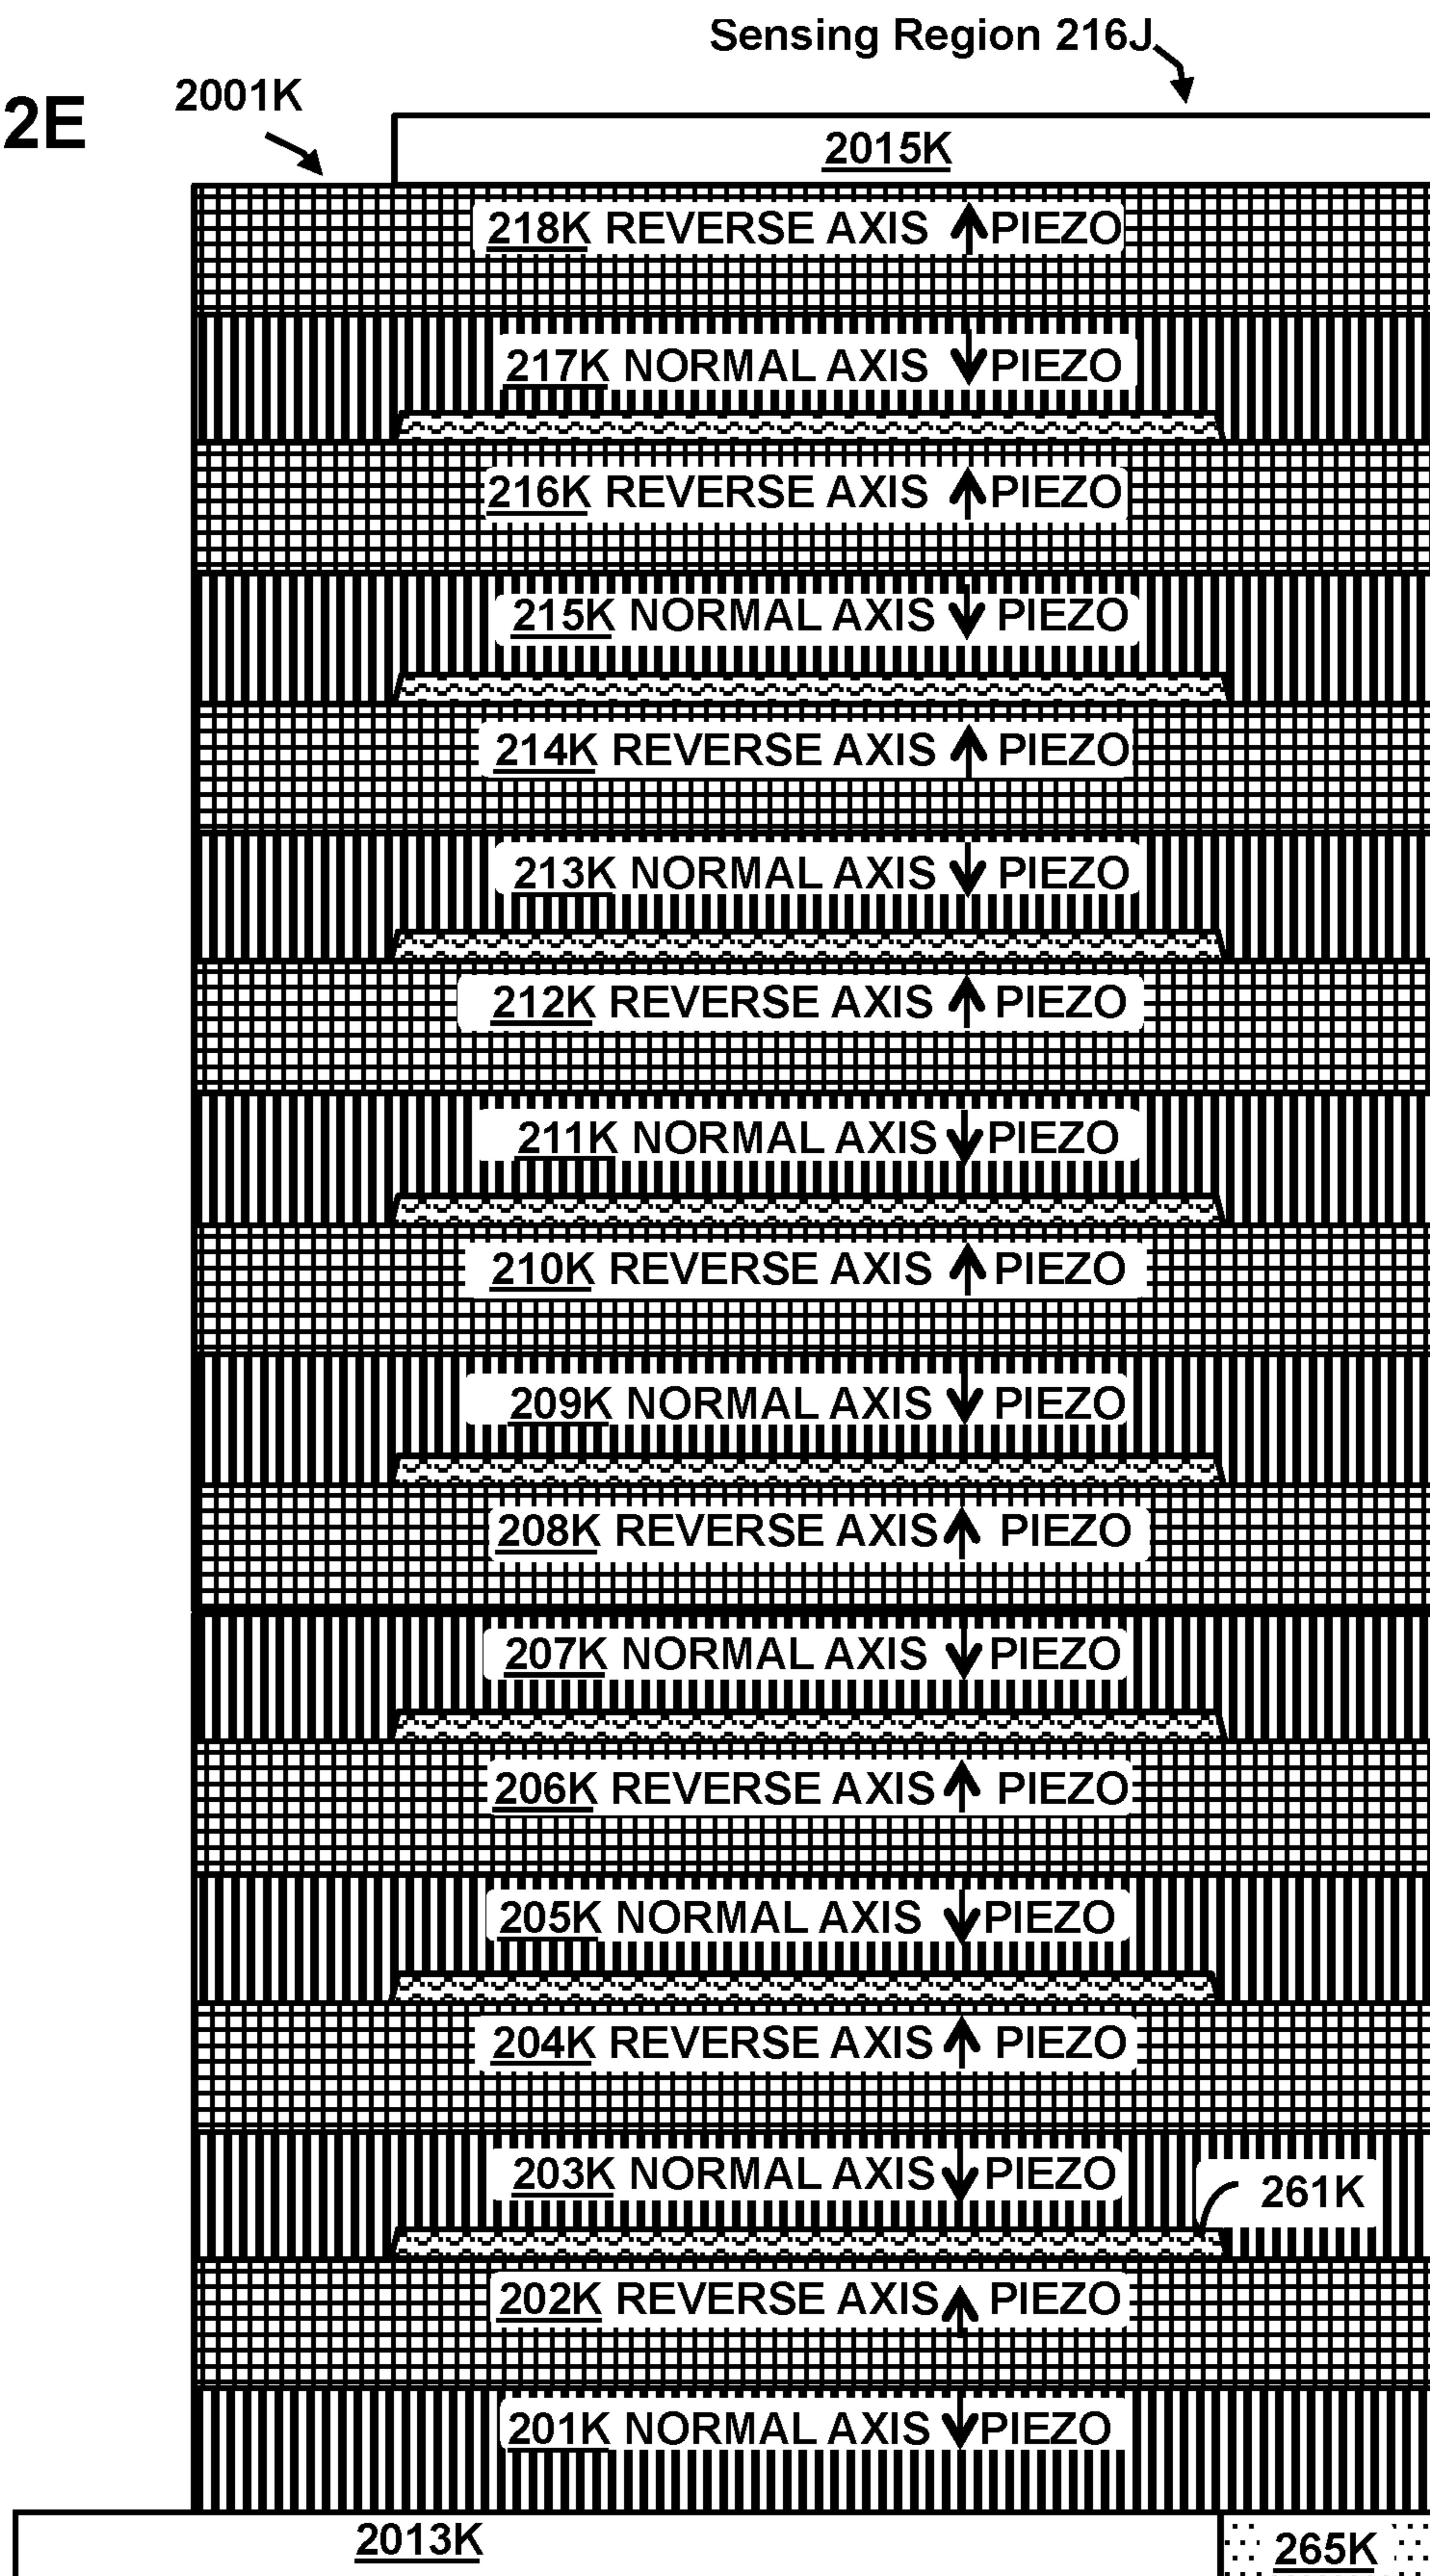 Sensing Region 216J
2E
2001K
2015K
218K REVERSE AXIS PIEZO
217K NORMAL AXIS PIEZO
216K REVERSE AXIS PIEZO
215K NORMAL AXIS PIEZO
214K REVERSE AXIS PIEZO
213K NORMAL AXIS PIEZO
212K REVERSE AXIS PIEZO
211K NORMAL AXIS PIEZO
210K REVERSE AXIS PIEZO
209K NORMAL AXIS PIEZO
208K REVERSE AXIS PIEZO
207K NORMAL AXIS PIEZO
206K REVERSE AXIS PIEZO
205K NORMAL AXIS PIEZO
204K REVERSE AXIS PIEZO
203K NORMAL AXIS PIEZO
261K
202K REVERSE AXIS PIEZO
201K NORMAL AXIS PIEZO
2013K
265K